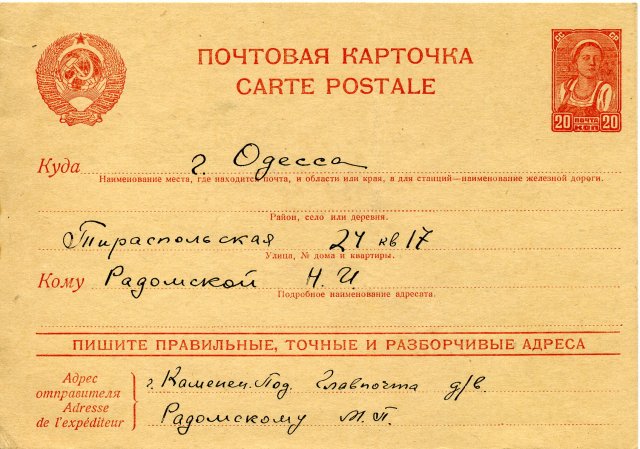 ПОЧТОВАЯ КАРТОЧКА
CARTE POSTALE
20 ПОЧТА КОП 20
Куда г. Одесса
Наименование места, где находится почта, и области или края, а для станций—наименование железной дороги.
Район, село или деревня.
Тираспольская 24 кв 17
Улица, № дома и квартиры.
Кому Радомской Н. И.
Подробное наименование адресата.
ПИШИТЕ ПРАВИЛЬНЫЕ, ТОЧНЫЕ И РАЗБОРЧИВЫЕ АДРЕСА
Адрес отправителя
Adresse de l'expéditeur
г. Каменец. Под. Главпочта д/в.
Радомскому М. П.